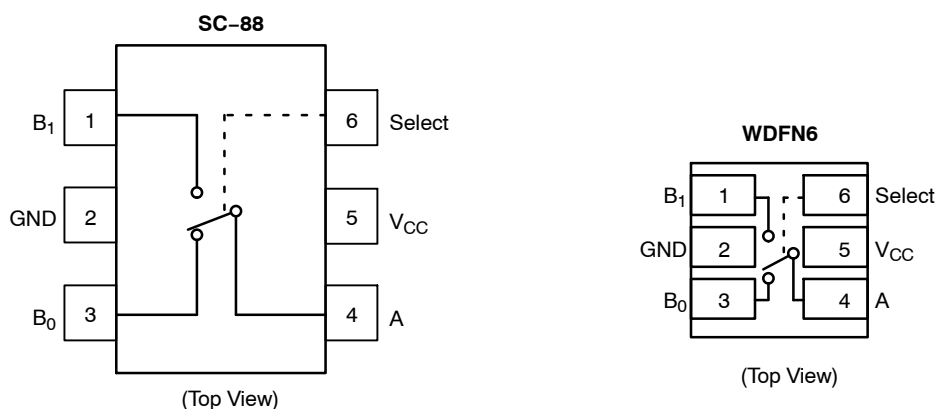 SC–88
B1 1 6 Select
GND 2 5 VCC
B0 3 4 A
(Top View)
WDFN6
B1 1 6 Select
GND 2 5 VCC
B0 3 4 A
(Top View)